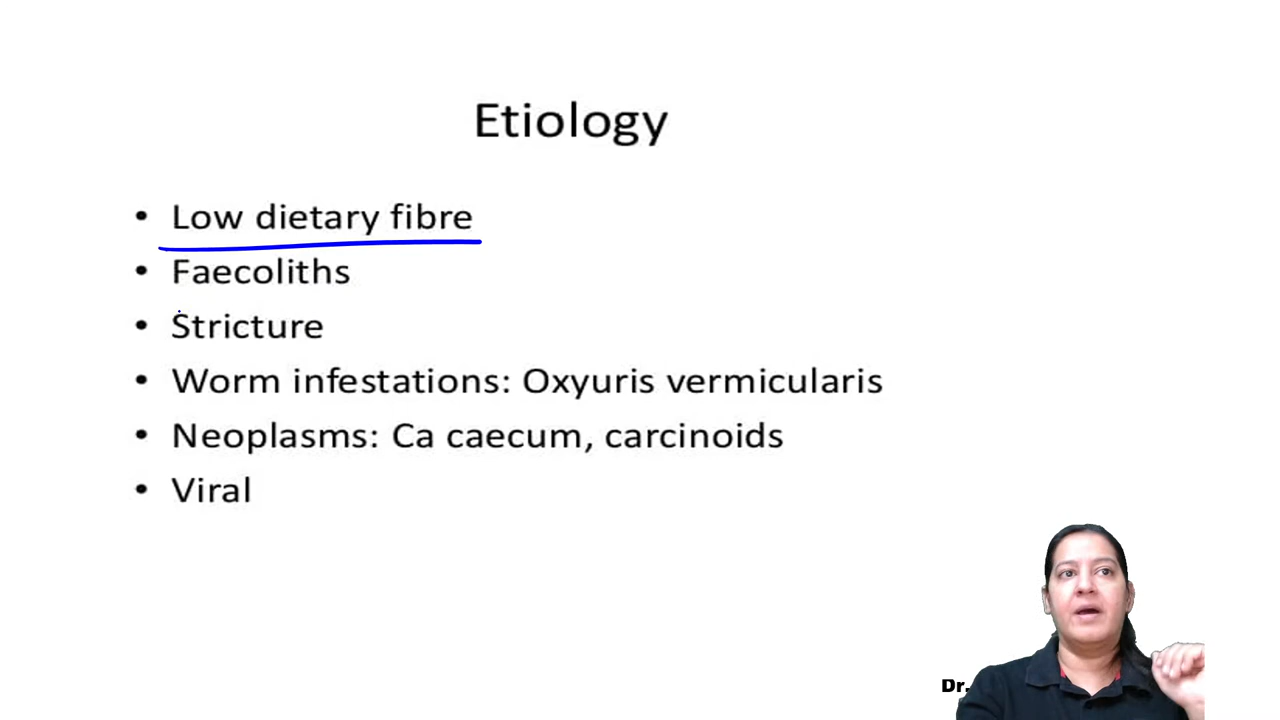 Etiology
• Low dietary fibre
• Faecoliths
• Stricture
• Worm infestations: Oxyuris vermicularis
• Neoplasms: Ca caecum, carcinoids
• Viral
Dr.